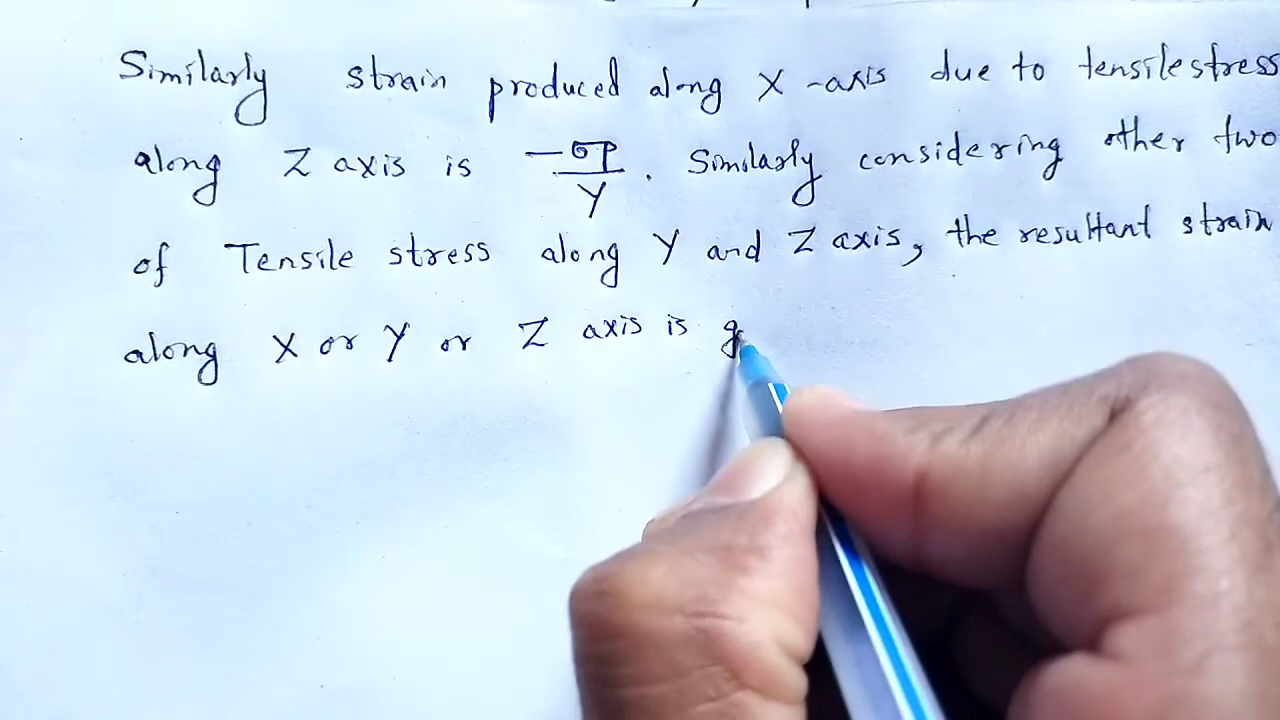 Similarly strain produced along X-axis due to tensile stress
along Z axis is -σP/Y. Similarly considering other two
of Tensile stress along Y and Z axis, the resultant strain
along X or Y or Z axis is g